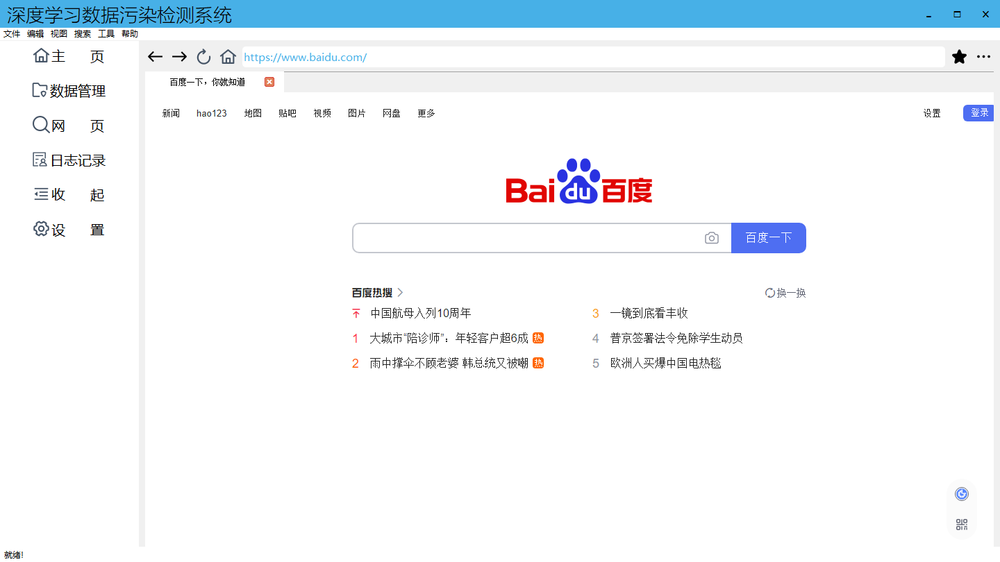 深度学习数据污染检测系统
文件 编辑 视图 搜索 工具 帮助
主 页
数据管理
网 页
日志记录
收 起
设 置
https://www.baidu.com/
百度一下，你就知道
新闻 hao123 地图 贴吧 视频 图片 网盘 更多 设置 登录
Bai du 百度
百度一下
百度热搜 换一换
中国航母入列10周年
1 大城市“陪诊师”：年轻客户超6成 热
2 雨中撑伞不顾老婆 韩总统又被嘲 热
3 一镜到底看丰收
4 普京签署法令免除学生动员
5 欧洲人买爆中国电热毯
就绪!